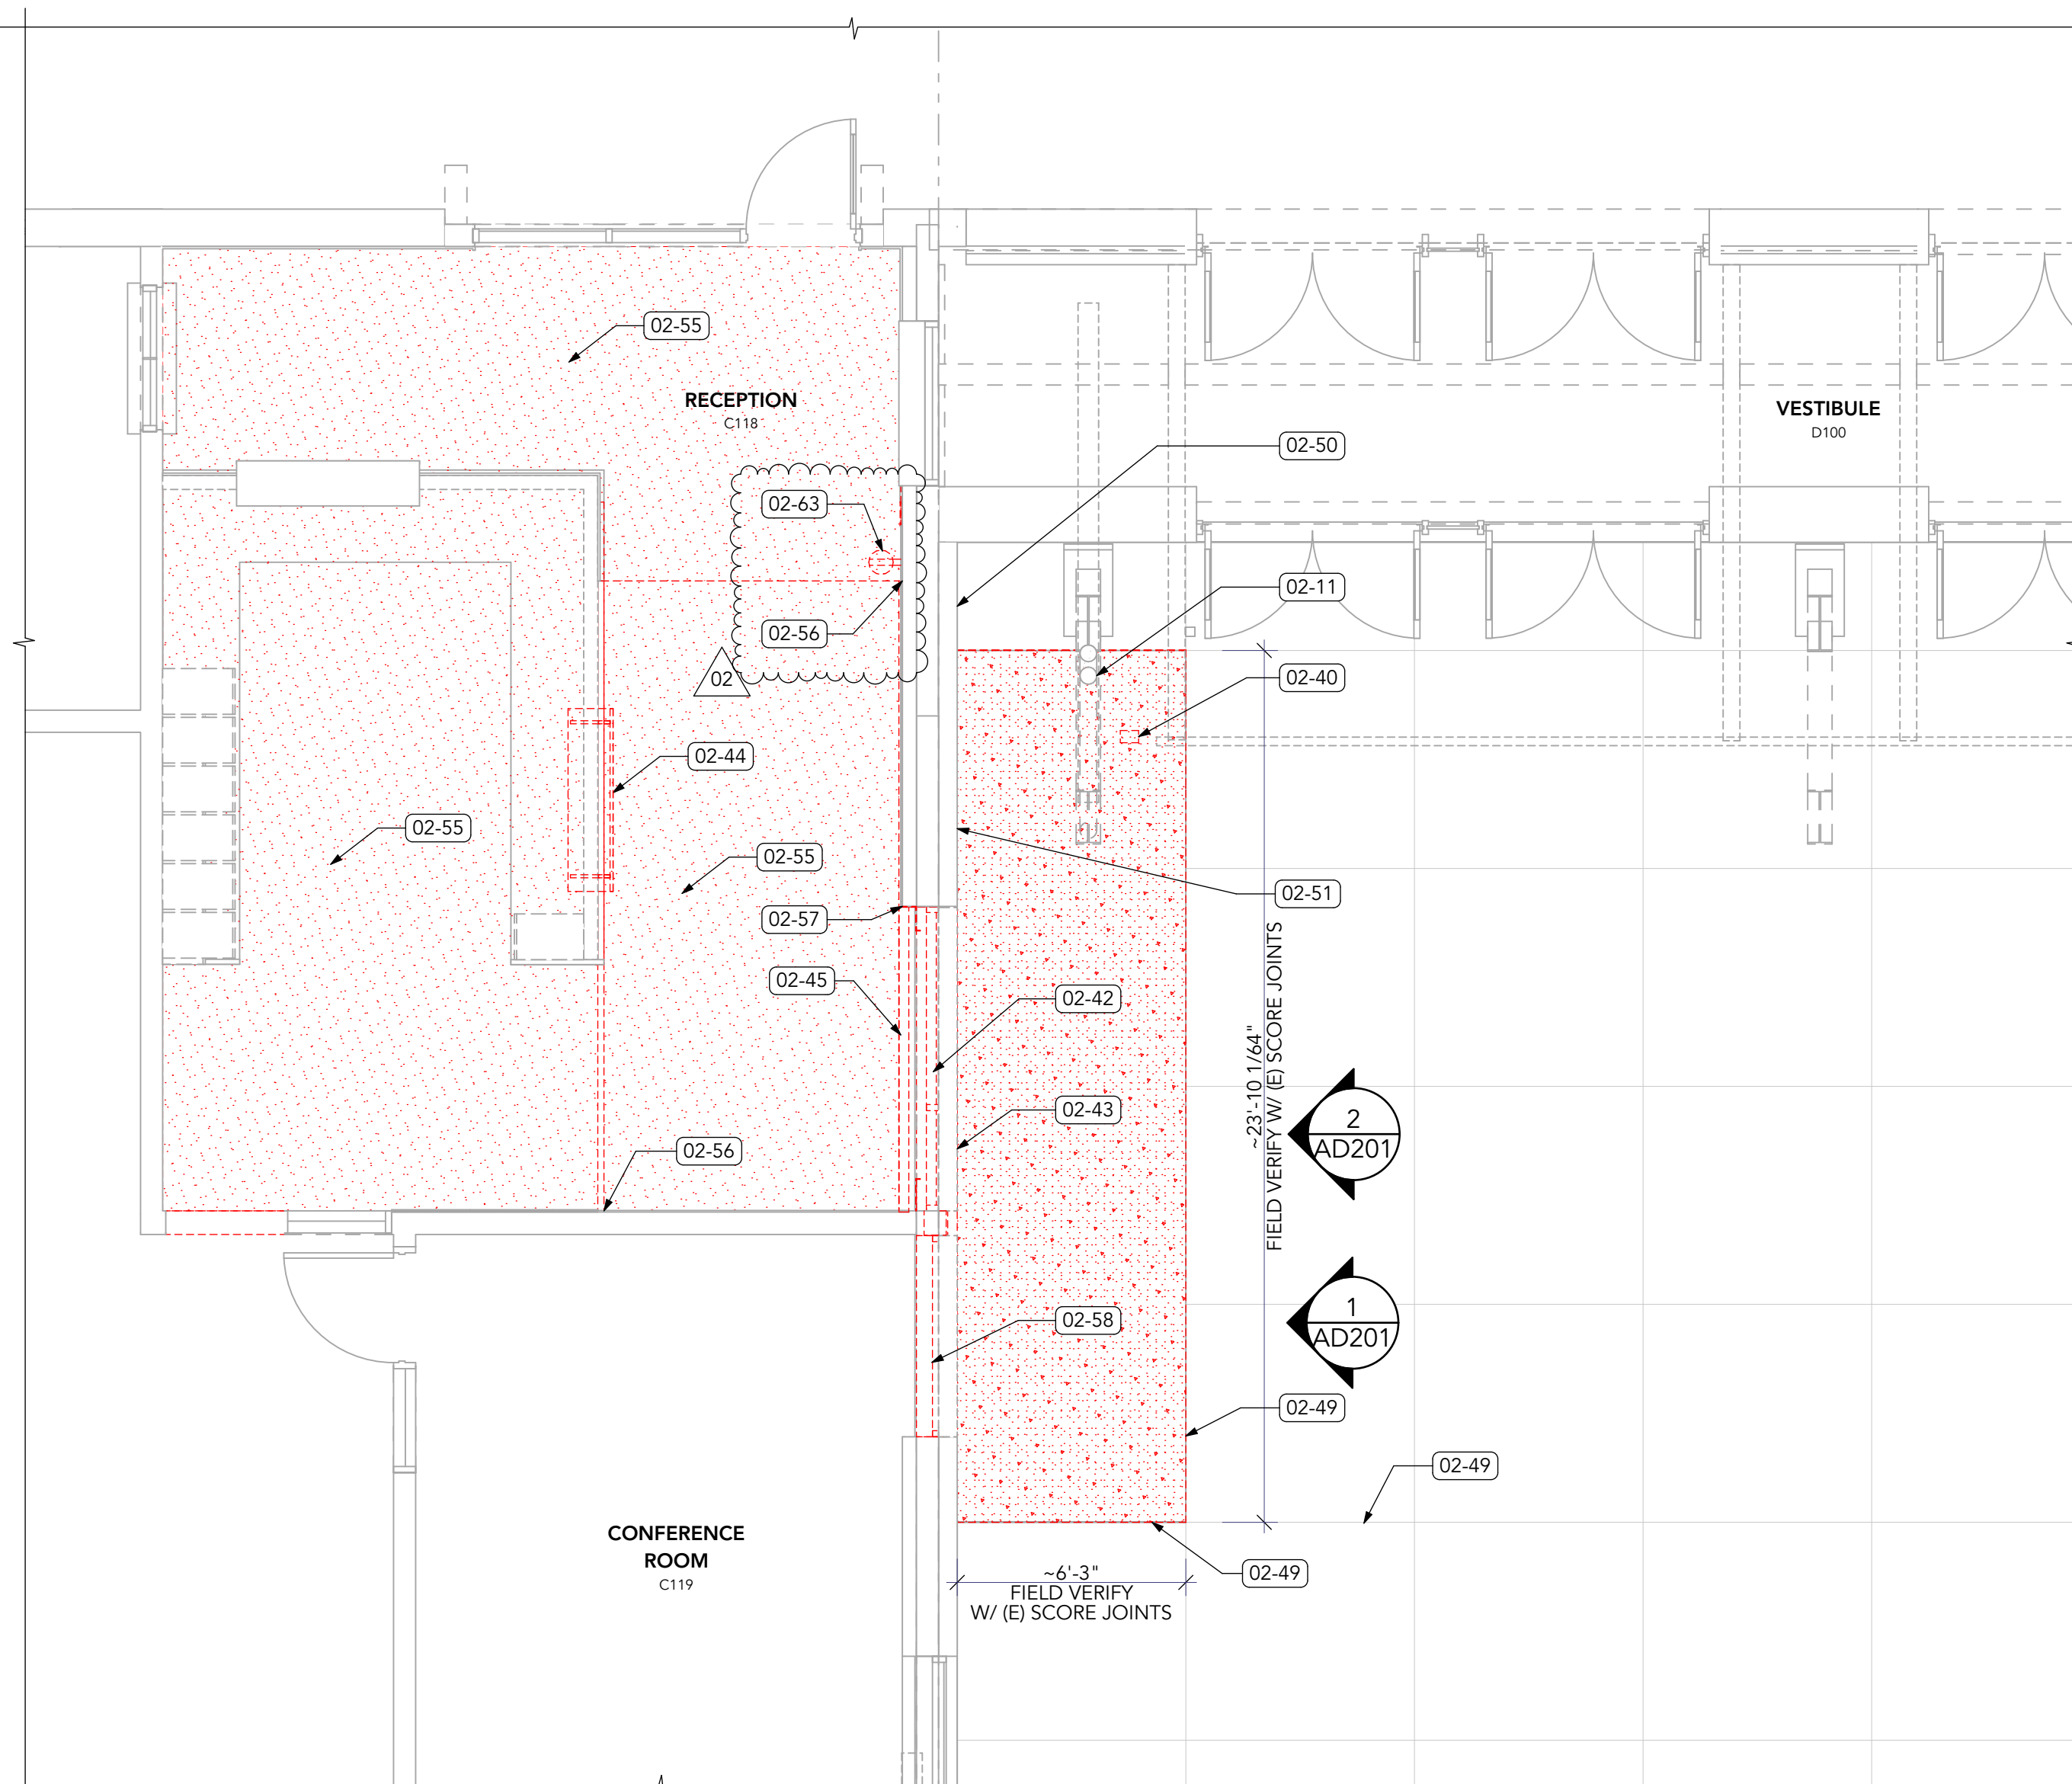 02-55
RECEPTION
C118
VESTIBULE
D100
02-50
02-63
02-11
02-56
02
02-40
02-44
02-55
02-55
02-51
02-57
02-45
02-42
~23'-10 1/64"
FIELD VERIFY W/ (E) SCORE JOINTS
02-43
2
AD201
02-56
02-58
1
AD201
02-49
02-49
CONFERENCE
ROOM
C119
02-49
~6'-3"
FIELD VERIFY
W/ (E) SCORE JOINTS